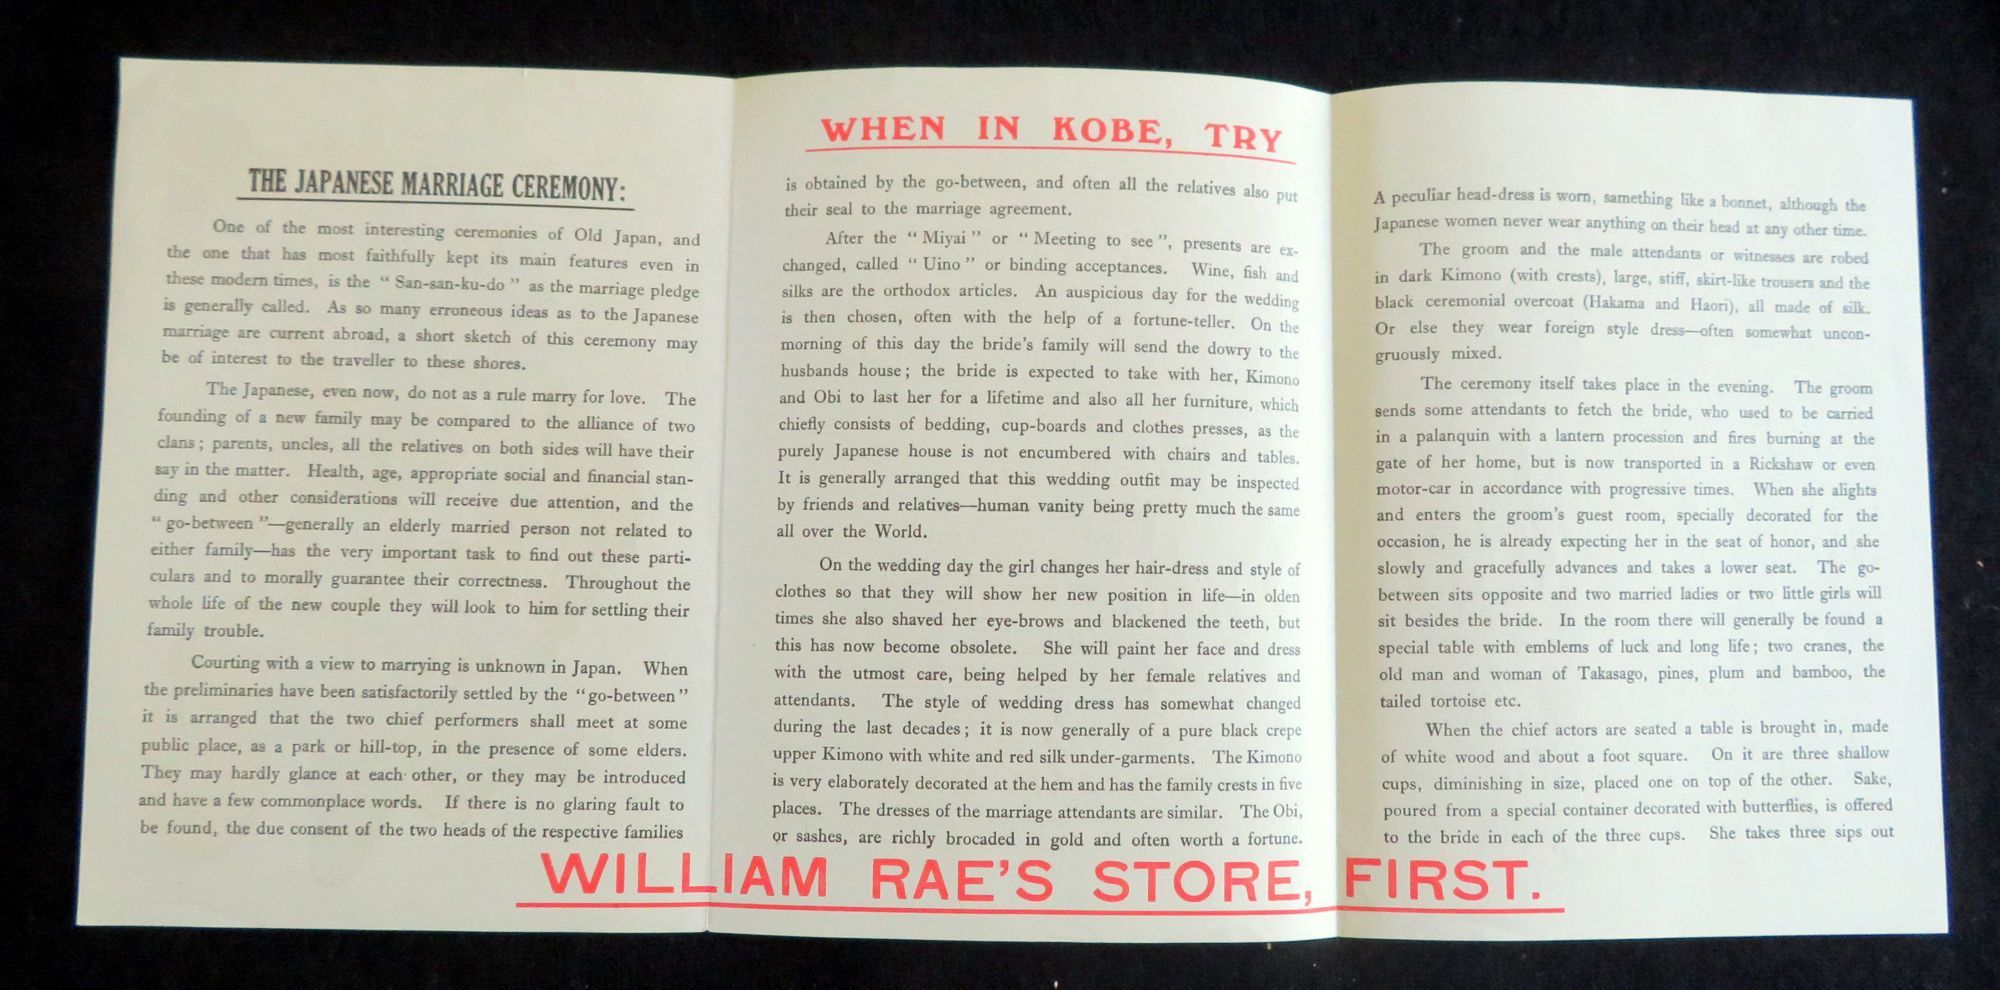 WHEN IN KOBE, TRY
THE JAPANESE MARRIAGE CEREMONY:
One of the most interesting ceremonies of Old Japan, and
the one that has most faithfully kept its main features even in
these modern times, is the “San-san-ku-do” as the marriage pledge
is generally called. As so many erroneous ideas as to the Japanese
marriage are current abroad, a short sketch of this ceremony may
be of interest to the traveller to these shores.
The Japanese, even now, do not as a rule marry for love. The
founding of a new family may be compared to the alliance of two
clans; parents, uncles, all the relatives on both sides will have their
say in the matter. Health, age, appropriate social and financial stan-
ding and other considerations will receive due attention, and the
“go-between”—generally an elderly married person not related to
either family—has the very important task to find out these parti-
culars and to morally guarantee their correctness. Throughout the
whole life of the new couple they will look to him for settling their
family trouble.
Courting with a view to marrying is unknown in Japan. When
the preliminaries have been satisfactorily settled by the “go-between”
it is arranged that the two chief performers shall meet at some
public place, as a park or hill-top, in the presence of some elders.
They may hardly glance at each other, or they may be introduced
and have a few commonplace words. If there is no glaring fault to
be found, the due consent of the two heads of the respective families
is obtained by the go-between, and often all the relatives also put
their seal to the marriage agreement.
After the “Miyai” or “Meeting to see”, presents are ex-
changed, called “Uino” or binding acceptances. Wine, fish and
silks are the orthodox articles. An auspicious day for the wedding
is then chosen, often with the help of a fortune-teller. On the
morning of this day the bride's family will send the dowry to the
husbands house; the bride is expected to take with her, Kimono
and Obi to last her for a lifetime and also all her furniture, which
chiefly consists of bedding, cup-boards and clothes presses, as the
purely Japanese house is not encumbered with chairs and tables.
It is generally arranged that this wedding outfit may be inspected
by friends and relatives—human vanity being pretty much the same
all over the World.
On the wedding day the girl changes her hair-dress and style of
clothes so that they will show her new position in life—in olden
times she also shaved her eye-brows and blackened the teeth, but
this has now become obsolete. She will paint her face and dress
with the utmost care, being helped by her female relatives and
attendants. The style of wedding dress has somewhat changed
during the last decades; it is now generally of a pure black crepe
upper Kimono with white and red silk under-garments. The Kimono
is very elaborately decorated at the hem and has the family crests in five
places. The dresses of the marriage attendants are similar. The Obi,
or sashes, are richly brocaded in gold and often worth a fortune.
A peculiar head-dress is worn, samething like a bonnet, although the
Japanese women never wear anything on their head at any other time.
The groom and the male attendants or witnesses are robed
in dark Kimono (with crests), large, stiff, skirt-like trousers and the
black ceremonial overcoat (Hakama and Haori), all made of silk.
Or else they wear foreign style dress—often somewhat uncon-
gruously mixed.
The ceremony itself takes place in the evening. The groom
sends some attendants to fetch the bride, who used to be carried
in a palanquin with a lantern procession and fires burning at the
gate of her home, but is now transported in a Rickshaw or even
motor-car in accordance with progressive times. When she alights
and enters the groom's guest room, specially decorated for the
occasion, he is already expecting her in the seat of honor, and she
slowly and gracefully advances and takes a lower seat. The go-
between sits opposite and two married ladies or two little girls will
sit besides the bride. In the room there will generally be found a
special table with emblems of luck and long life; two cranes, the
old man and woman of Takasago, pines, plum and bamboo, the
tailed tortoise etc.
When the chief actors are seated a table is brought in, made
of white wood and about a foot square. On it are three shallow
cups, diminishing in size, placed one on top of the other. Sake,
poured from a special container decorated with butterflies, is offered
to the bride in each of the three cups. She takes three sips out
WILLIAM RAE'S STORE, FIRST.